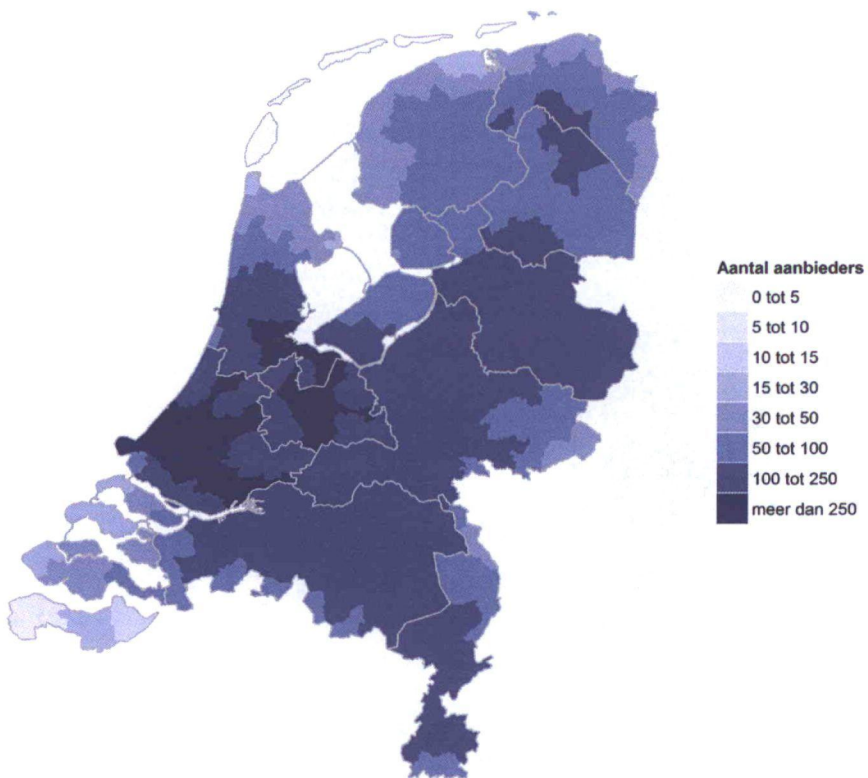 Aantal aanbieders
0 tot 5
5 tot 10
10 tot 15
15 tot 30
30 tot 50
50 tot 100
100 tot 250
meer dan 250